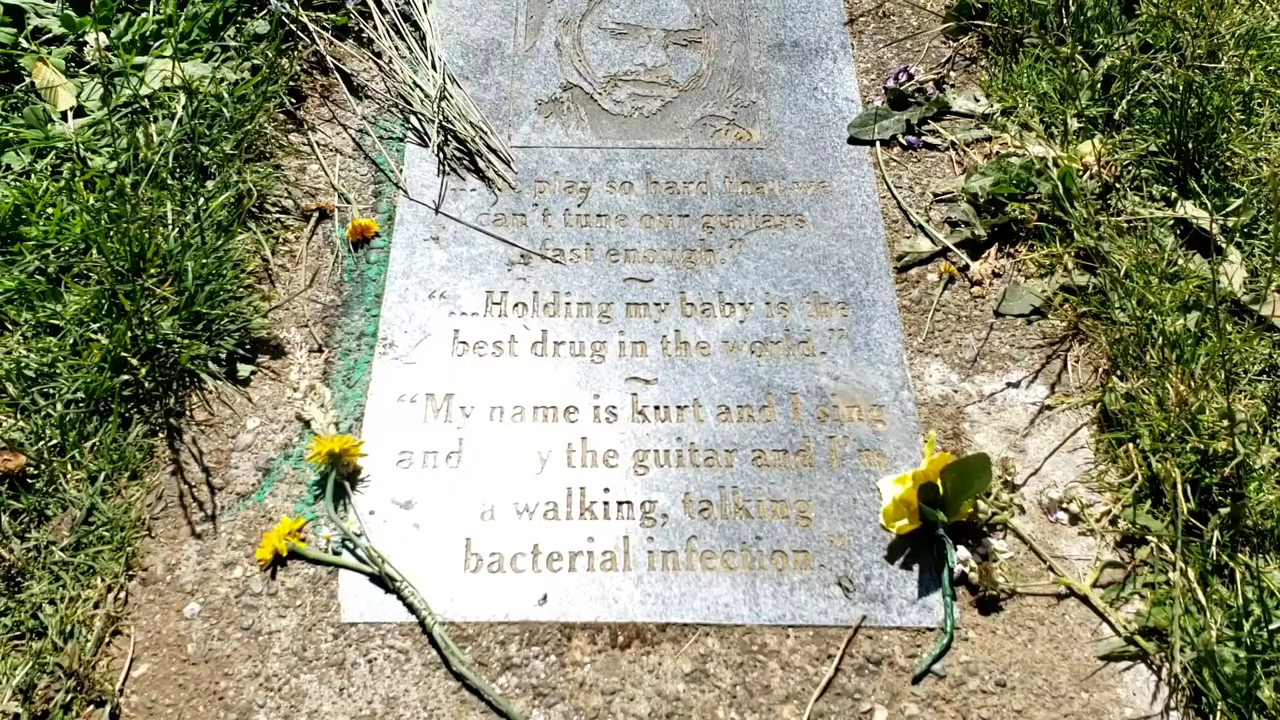 ...we play so hard that we
can't tune our guitars
fast enough."
~
"...Holding my baby is the
best drug in the world."
~
"My name is kurt and I sing
and y the guitar and I'm
a walking, talking
bacterial infection."